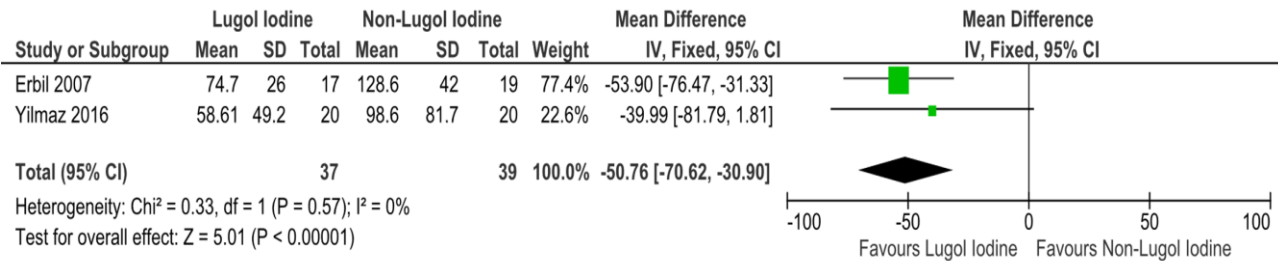 Lugol Iodine Non-Lugol Iodine Mean Difference Mean Difference
Study or Subgroup Mean SD Total Mean SD Total Weight IV, Fixed, 95% CI IV, Fixed, 95% CI
Erbil 2007 74.7 26 17 128.6 42 19 77.4% -53.90 [-76.47, -31.33]
Yilmaz 2016 58.61 49.2 20 98.6 81.7 20 22.6% -39.99 [-81.79, 1.81]
Total (95% CI) 37 39 100.0% -50.76 [-70.62, -30.90]
Heterogeneity: Chi² = 0.33, df = 1 (P = 0.57); I² = 0%
-100 -50 0 50 100
Test for overall effect: Z = 5.01 (P < 0.00001)
Favours Lugol Iodine Favours Non-Lugol Iodine